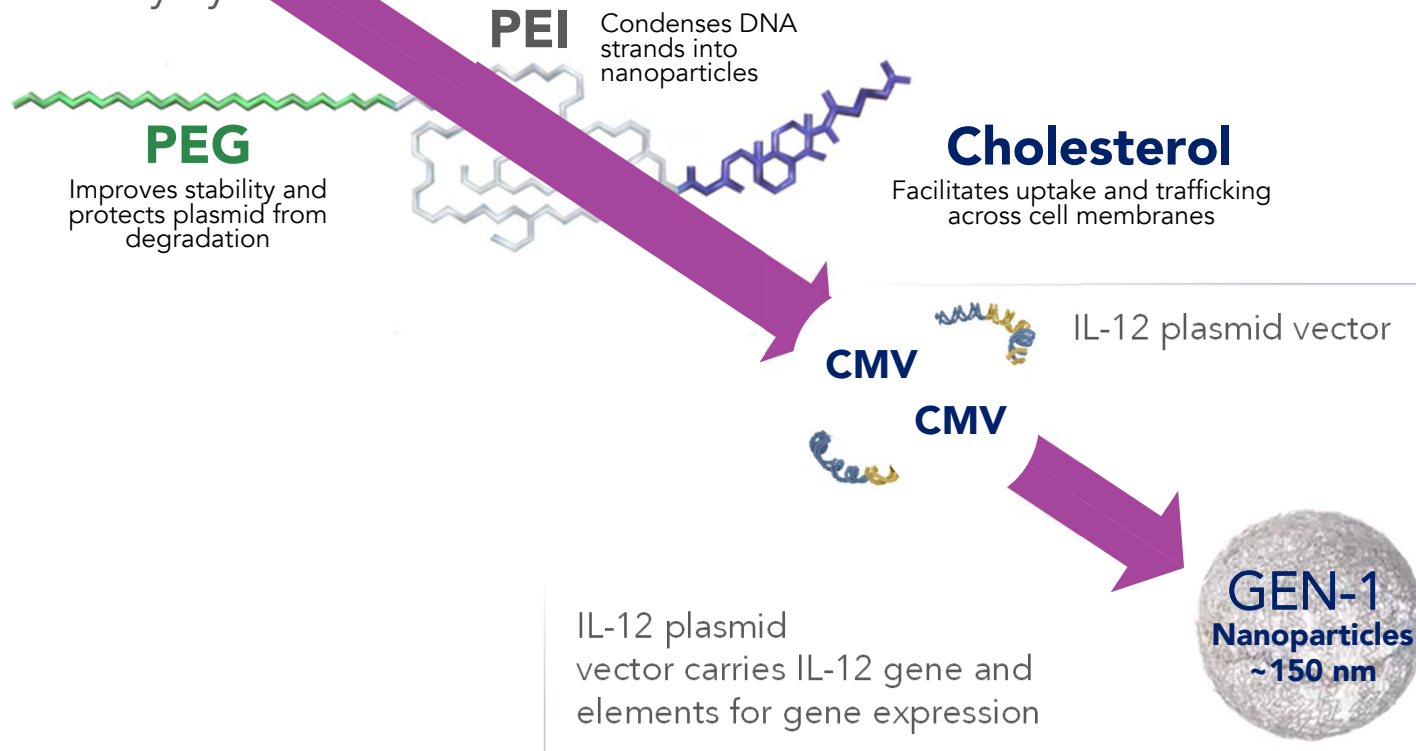 PEI
Condenses DNA
strands into
nanoparticles
PEG
Improves stability and
protects plasmid from
degradation
Cholesterol
Facilitates uptake and trafficking
across cell membranes
IL-12 plasmid vector
CMV
CMV
GEN-1
Nanoparticles
~150 nm
IL-12 plasmid
vector carries IL-12 gene and
elements for gene expression